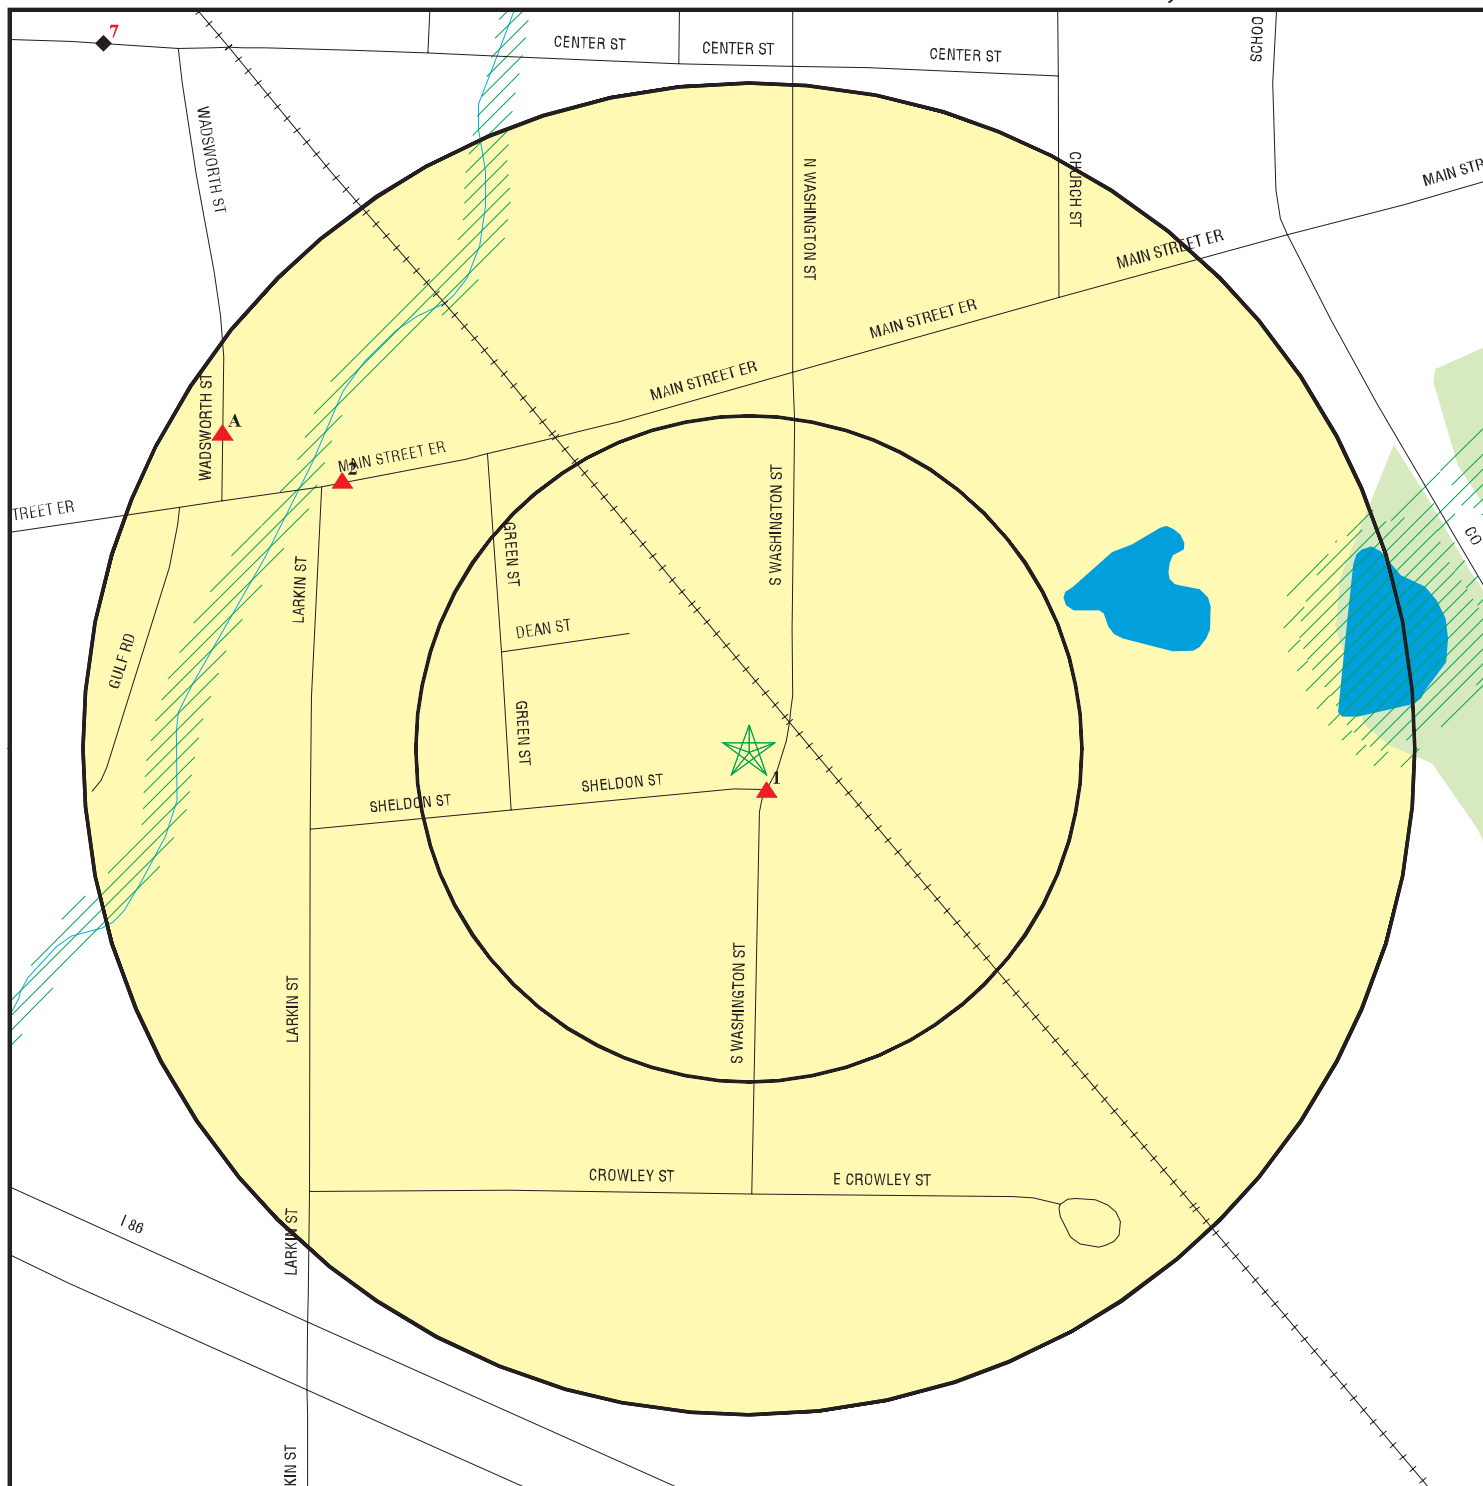 7
CENTER ST
CENTER ST
CENTER ST
SCHOO
WADSWORTH ST
N WASHINGTON ST
CHURCH ST
MAIN STR
MAIN STREET ER
MAIN STREET ER
MAIN STREET ER
WADSWORTH ST
A
MAIN STREET ER
2
TREET ER
S WASHINGTON ST
GREEN ST
CO
LARKIN ST
DEAN ST
GULF RD
GREEN ST
1
SHELDON ST
SHELDON ST
LARKIN ST
S WASHINGTON ST
CROWLEY ST
E CROWLEY ST
I 86
LARKIN ST
KIN ST